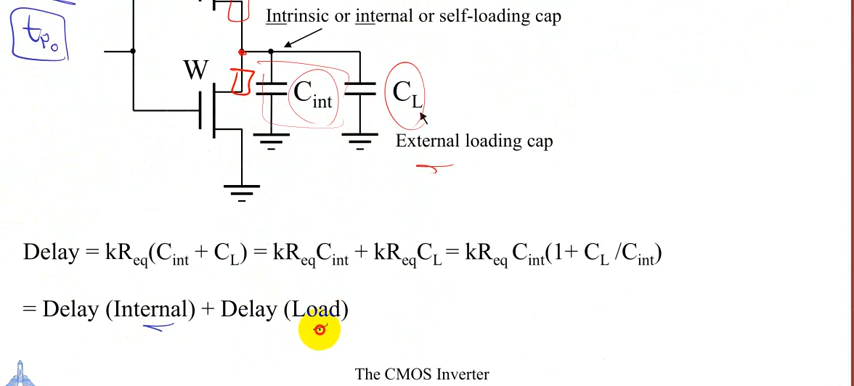 Intrinsic or internal or self-loading cap
tp₀
W
Cint
CL
External loading cap
Delay = kReq(Cint + CL) = kReqCint + kReqCL = kReq Cint(1+ CL /Cint)
= Delay (Internal) + Delay (Load)
The CMOS Inverter